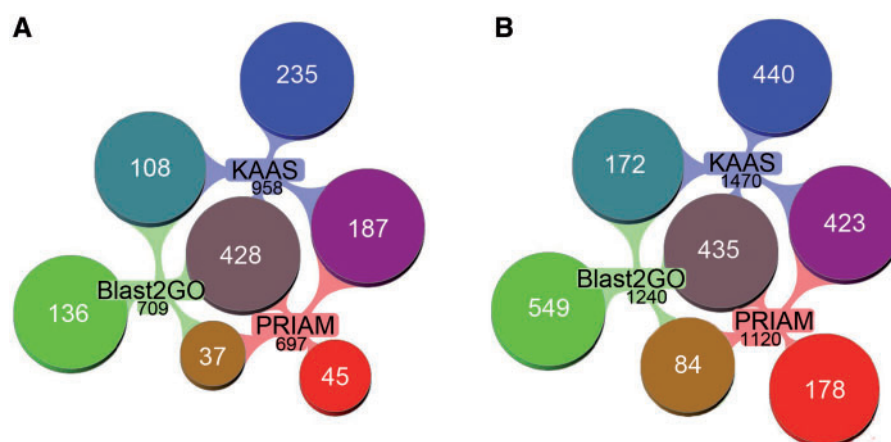 A
235
108
KAAS
958
187
428
136
Blast2GO
709
PRIAM
697
37
45
B
440
172
KAAS
1470
423
435
549
Blast2GO
1240
PRIAM
1120
84
178